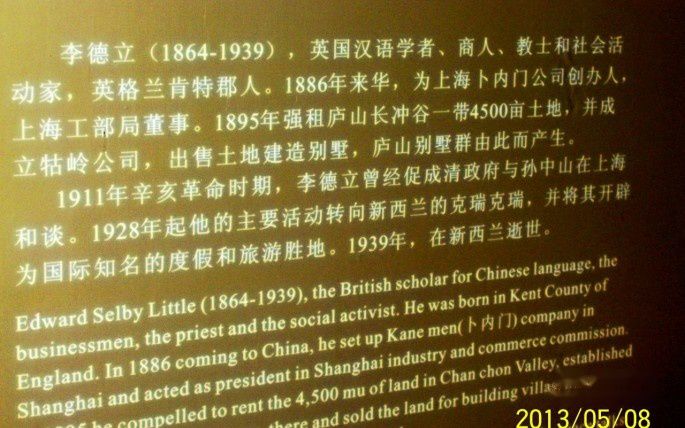 李德立（1864-1939），英国汉语学者、商人、教士和社会活
动家，英格兰肯特郡人。1886年来华，为上海卜内门公司创办人，
上海工部局董事。1895年强租庐山长冲谷一带4500亩土地，并成
立牯岭公司，出售土地建造别墅，庐山别墅群由此而产生。
1911年辛亥革命时期，李德立曾经促成清政府与孙中山在上海
和谈。1928年起他的主要活动转向新西兰的克瑞克瑞，并将其开辟
为国际知名的度假和旅游胜地。1939年，在新西兰逝世。
Edward Selby Little (1864-1939), the British scholar for Chinese language, the
businessmen, the priest and the social activist. He was born in Kent County of
England. In 1886 coming to China, he set up Kane men(卜内门) company in
Shanghai and acted as president in Shanghai industry and commerce commission.
he compelled to rent the 4,500 mu of land in Chan chon Valley, established
there and sold the land for building villas
2013/05/08